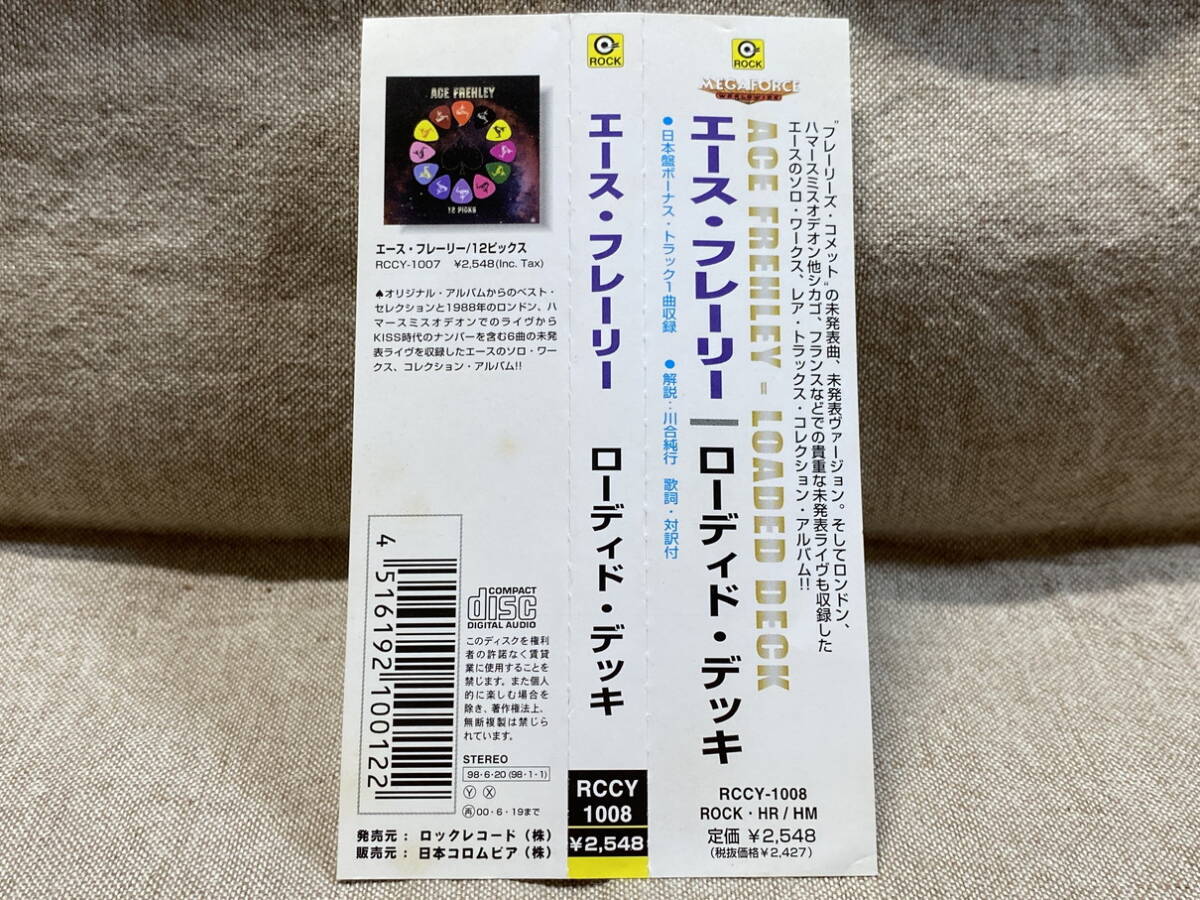 ROCK
MEGAFORCE
WORLDWIDE
"フレーリーズ・コメット"の未発表曲、未発表ヴァージョン。そしてロンドン、
ハマースミスオデオン他シカゴ、フランスなどでの貴重な未発表ライヴも収録した
エースのソロ・ワークス、レア・トラックス・コレクション・アルバム!!
ACE FREHLEY - LOADED DECK
エース・フレーリー|ローディド・デッキ
●日本盤ボーナス・トラック1曲収録 ●解説:川合純行 歌詞・対訳付
RCCY-1008
ROCK・HR/HM
定価 ¥2,548
(税抜価格¥2,427)
ROCK
エース・フレーリー ローディド・デッキ
RCCY
1008
¥2,548
ACE FREHLEY
12 PICKS
エース・フレーリー/12ピックス
RCCY-1007 ¥2,548(Inc. Tax)
♠オリジナル・アルバムからのベスト・
セレクションと1988年のロンドン、ハ
マースミスオデオンでのライヴから
KISS時代のナンバーを含む6曲の未発
表ライヴを収録したエースのソロ・ワー
クス、コレクション・アルバム!!
4 516192 100122
COMPACT
disc
DIGITAL AUDIO
このディスクを権利
者の許諾なく賃貸
業に使用することを
禁じます。また個人
的に楽しむ場合を
除き、著作権法上、
無断複製は禁じら
れています。
STEREO
98・6・20(98・1・1)
Ⓨ Ⓧ
㊢00・6・19まで
発売元: ロックレコード(株)
販売元: 日本コロムビア(株)